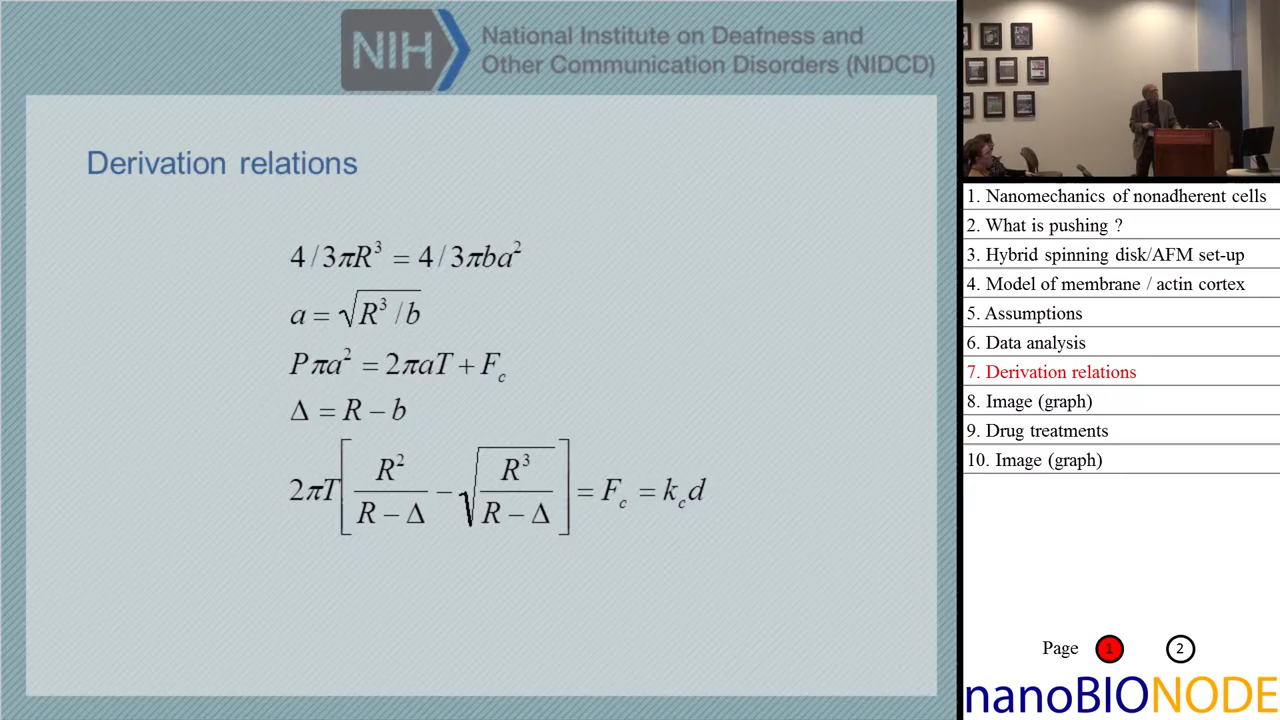 NIH National Institute on Deafness and
Other Communication Disorders (NIDCD)
Derivation relations
4/3πR³ = 4/3πba²
a = √(R³/b)
Pπa² = 2πaT + F_c
Δ = R − b
2πT[R²/(R − Δ) − √(R³/(R − Δ))] = F_c = k_c d
1. Nanomechanics of nonadherent cells
2. What is pushing ?
3. Hybrid spinning disk/AFM set-up
4. Model of membrane / actin cortex
5. Assumptions
6. Data analysis
7. Derivation relations
8. Image (graph)
9. Drug treatments
10. Image (graph)
Page 1 2
nanoBIONODE